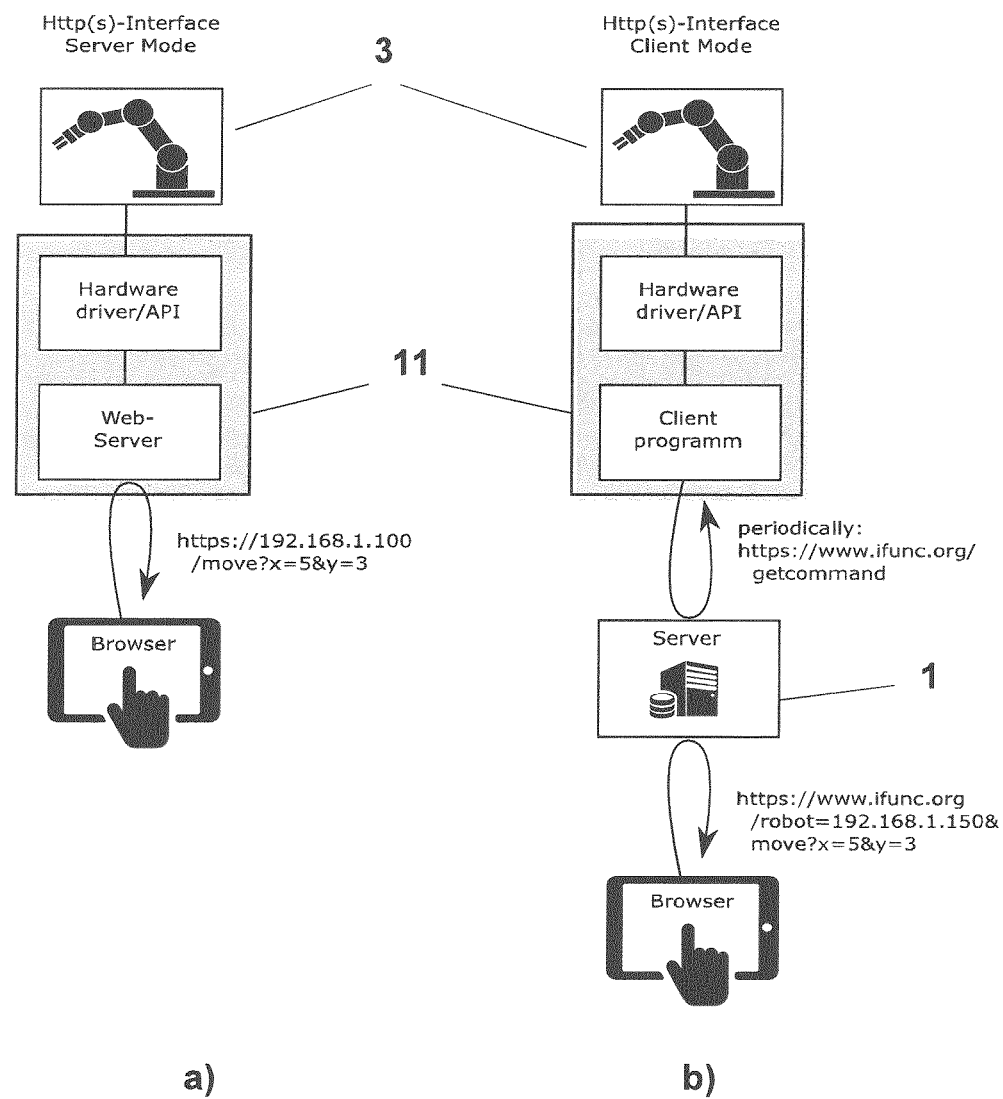 Http(s)-Interface
Server Mode
3
Http(s)-Interface
Client Mode
Hardware
driver/API
Web-
Server
11
Hardware
driver/API
Client
programm
https://192.168.1.100
/move?x=5&y=3
Browser
periodically:
https://www.ifunc.org/
getcommand
Server
1
https://www.ifunc.org
/robot=192.168.1.150&
move?x=5&y=3
Browser
a)
b)